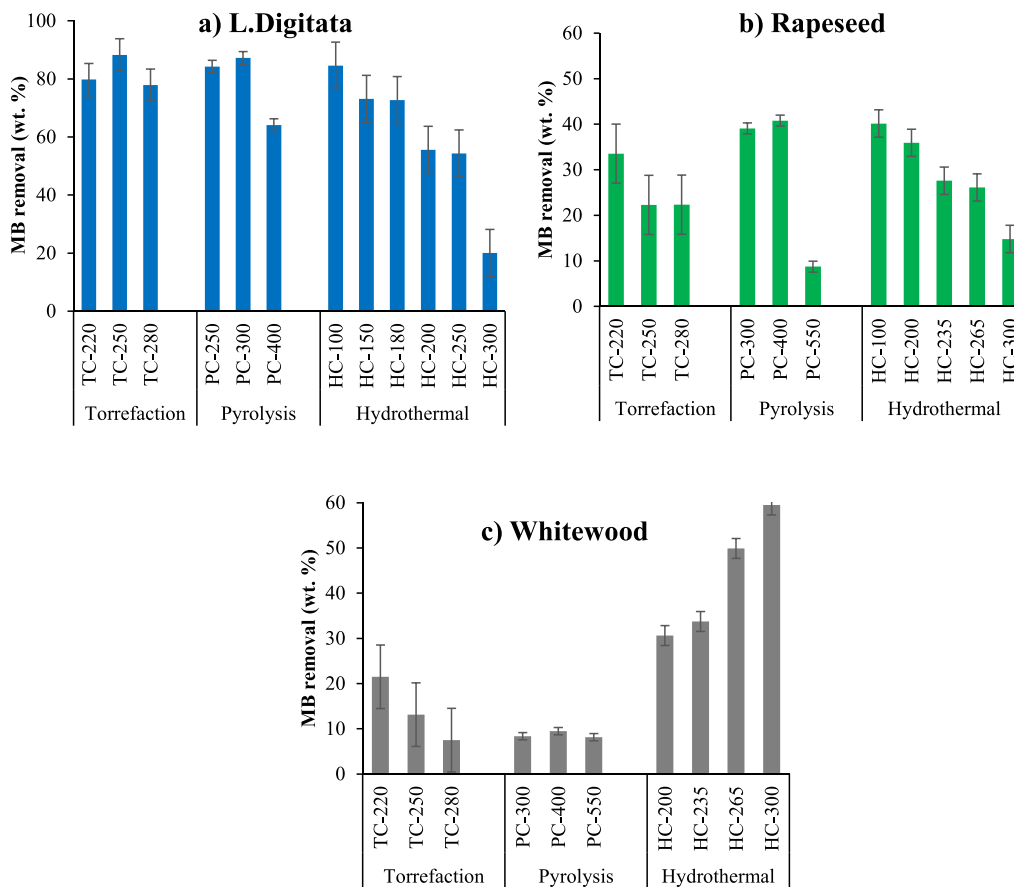 a) L.Digitata
MB removal (wt. %)
100
80
60
40
20
0
TC-220
TC-250
TC-280
PC-250
PC-300
PC-400
HC-100
HC-150
HC-180
HC-200
HC-250
HC-300
Torrefaction
Pyrolysis
Hydrothermal
b) Rapeseed
MB removal (wt. %)
60
50
40
30
20
10
0
TC-220
TC-250
TC-280
PC-300
PC-400
PC-550
HC-100
HC-200
HC-235
HC-265
HC-300
Torrefaction
Pyrolysis
Hydrothermal
c) Whitewood
MB removal (wt. %)
60
50
40
30
20
10
0
TC-220
TC-250
TC-280
PC-300
PC-400
PC-550
HC-200
HC-235
HC-265
HC-300
Torrefaction
Pyrolysis
Hydrothermal